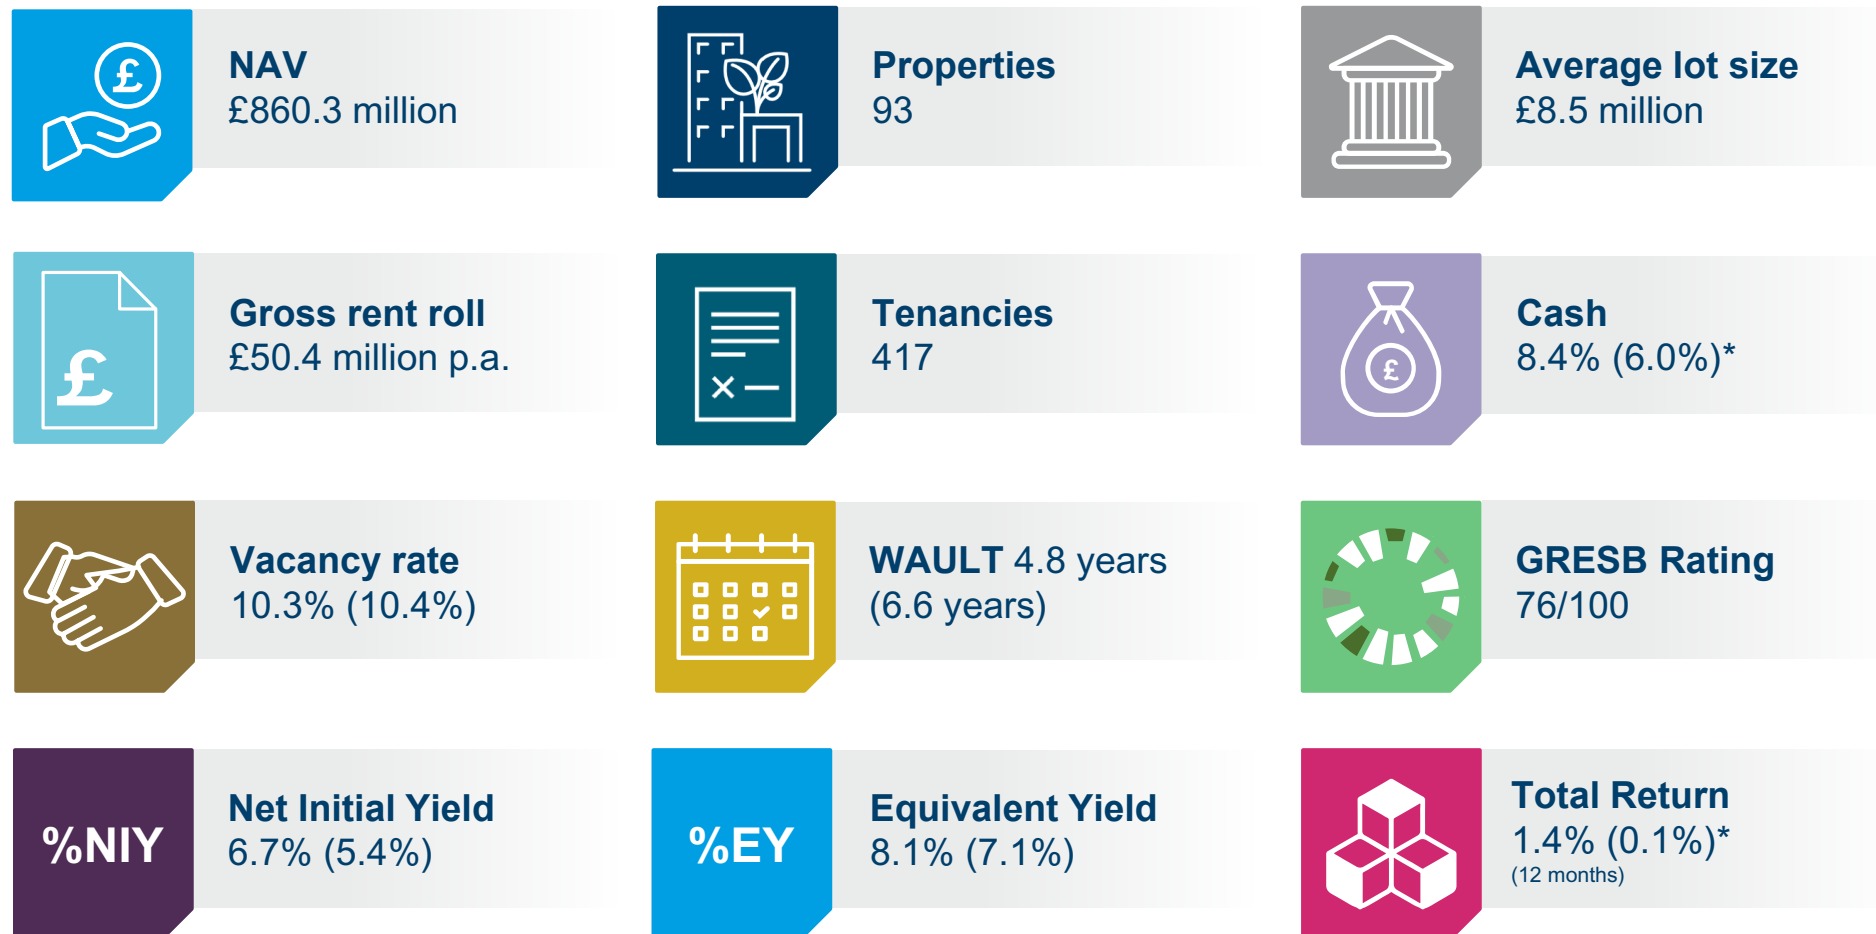 £
NAV
£860.3 million
Properties
93
Average lot size
£8.5 million
£
Gross rent roll
£50.4 million p.a.
Tenancies
417
£
Cash
8.4% (6.0%)*
Vacancy rate
10.3% (10.4%)
WAULT 4.8 years
(6.6 years)
GRESB Rating
76/100
%NIY
Net Initial Yield
6.7% (5.4%)
%EY
Equivalent Yield
8.1% (7.1%)
Total Return
1.4% (0.1%)*
(12 months)